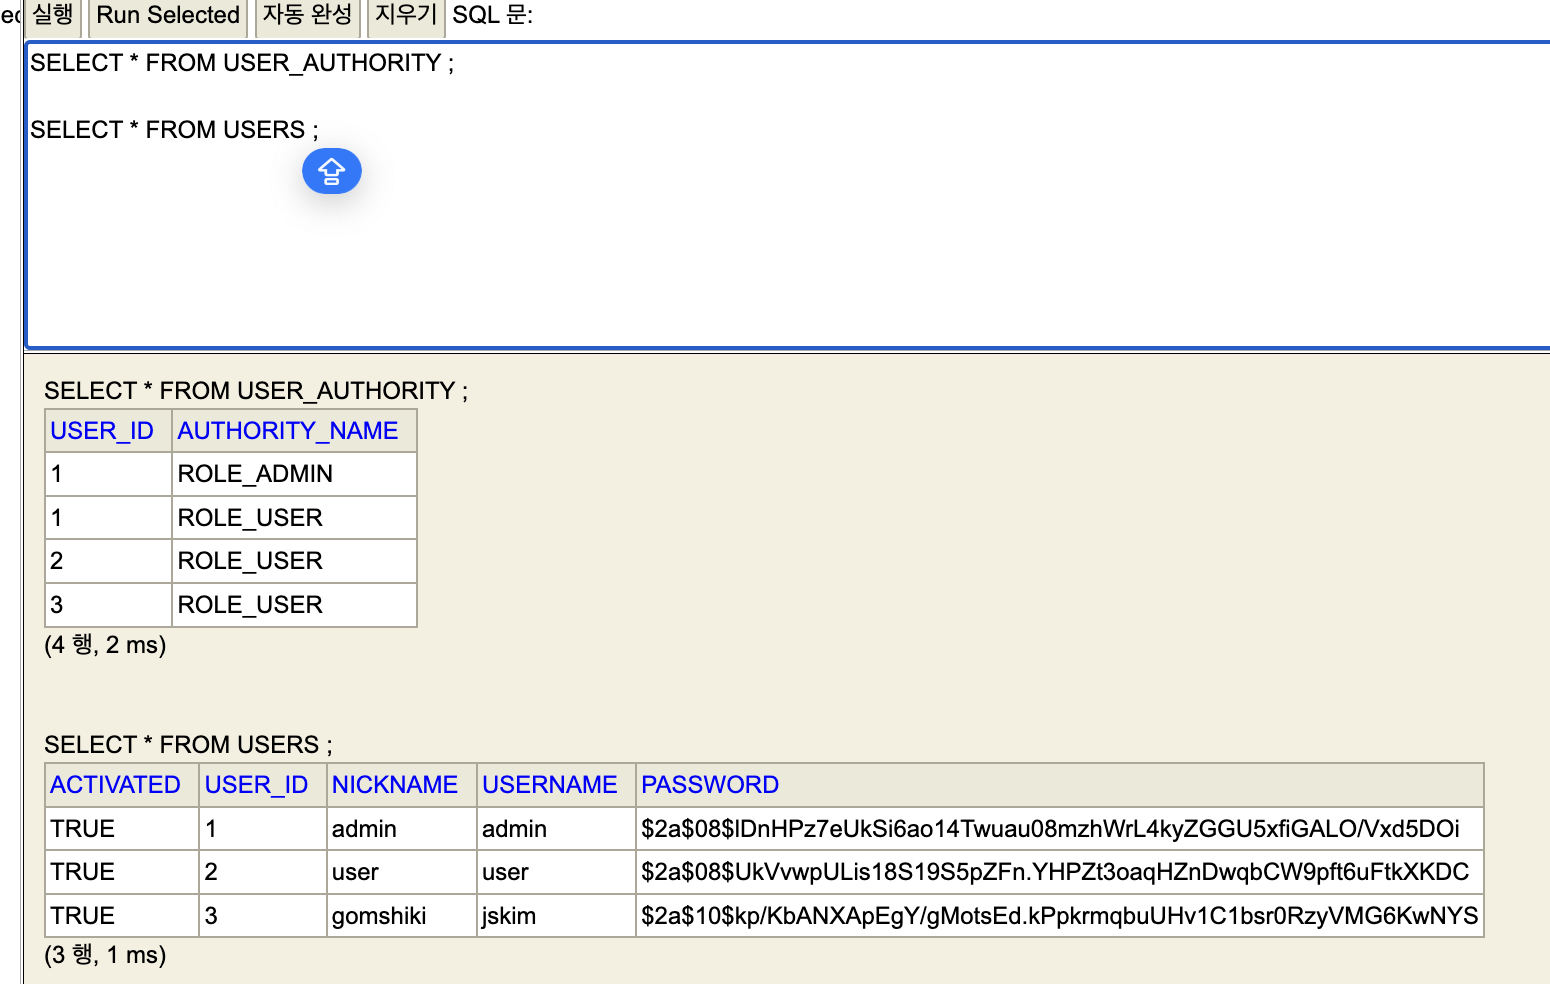 실행 Run Selected 자동 완성 지우기 SQL 문:
SELECT * FROM USER_AUTHORITY ;
SELECT * FROM USERS ;
SELECT * FROM USER_AUTHORITY ;
USER_ID AUTHORITY_NAME
1 ROLE_ADMIN
1 ROLE_USER
2 ROLE_USER
3 ROLE_USER
(4 행, 2 ms)
SELECT * FROM USERS ;
ACTIVATED USER_ID NICKNAME USERNAME PASSWORD
TRUE 1 admin admin $2a$08$lDnHPz7eUkSi6ao14Twuau08mzhWrL4kyZGGU5xfiGALO/Vxd5DOi
TRUE 2 user user $2a$08$UkVvwpULis18S19S5pZFn.YHPZt3oaqHZnDwqbCW9pft6uFtkXKDC
TRUE 3 gomshiki jskim $2a$10$kp/KbANXApEgY/gMotsEd.kPpkrmqbuUHv1C1bsr0RzyVMG6KwNYS
(3 행, 1 ms)